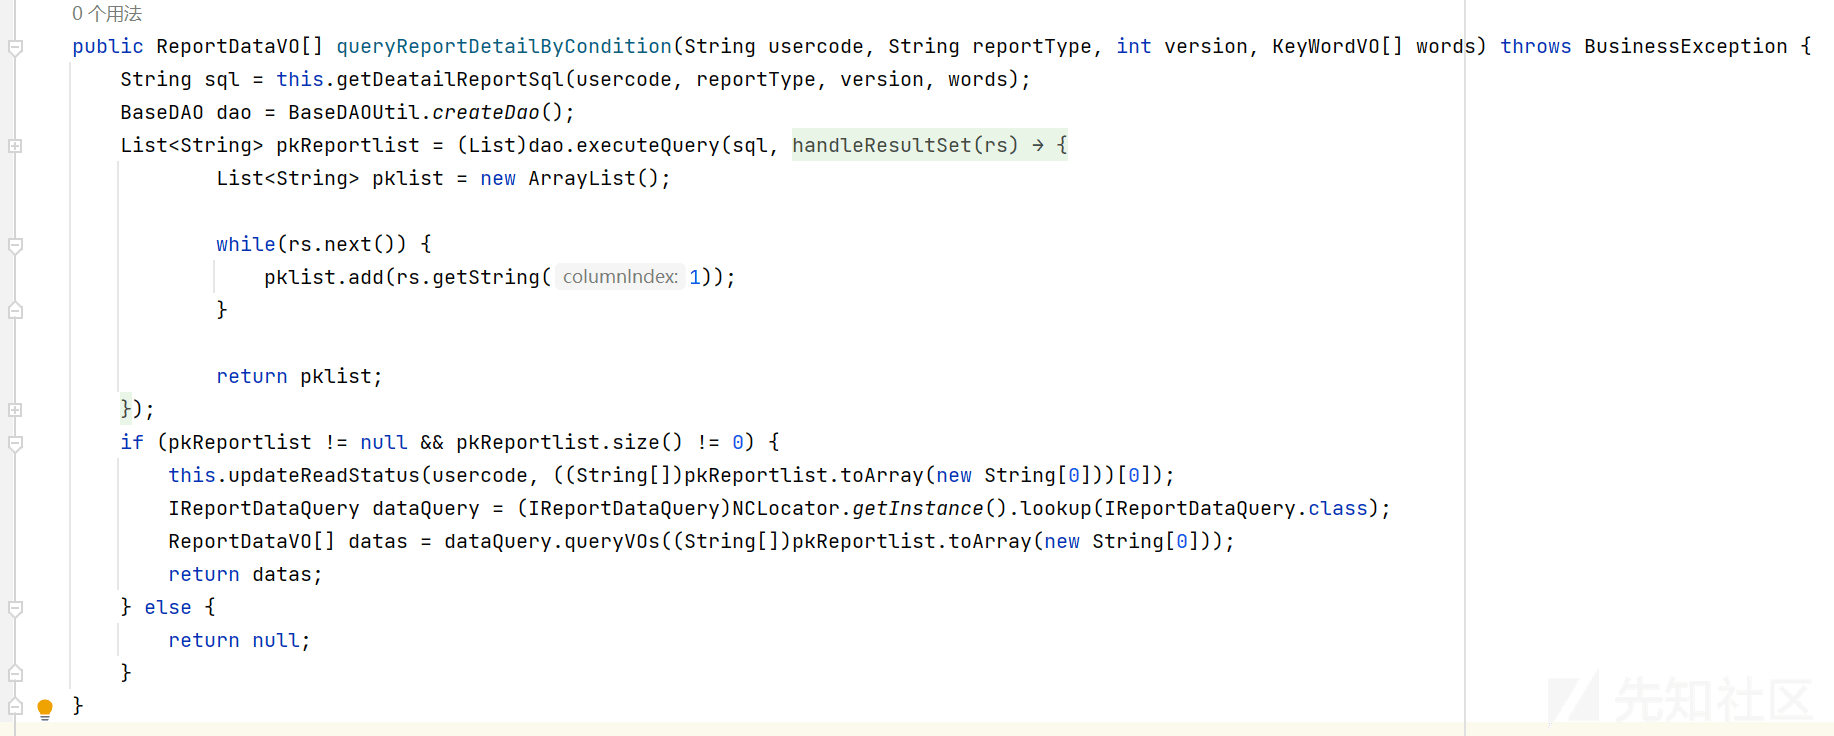 0 个用法
public ReportDataVO[] queryReportDetailByCondition(String usercode, String reportType, int version, KeyWordVO[] words) throws BusinessException {
    String sql = this.getDeatailReportSql(usercode, reportType, version, words);
    BaseDAO dao = BaseDAOUtil.createDao();
    List<String> pkReportlist = (List)dao.executeQuery(sql, handleResultSet(rs) → {
            List<String> pklist = new ArrayList();
            while(rs.next()) {
                pklist.add(rs.getString( columnIndex: 1));
            }
            return pklist;
    });
    if (pkReportlist != null && pkReportlist.size() != 0) {
        this.updateReadStatus(usercode, ((String[])pkReportlist.toArray(new String[0]))[0]);
        IReportDataQuery dataQuery = (IReportDataQuery)NCLocator.getInstance().lookup(IReportDataQuery.class);
        ReportDataVO[] datas = dataQuery.queryVOs((String[])pkReportlist.toArray(new String[0]));
        return datas;
    } else {
        return null;
    }
}
先知社区